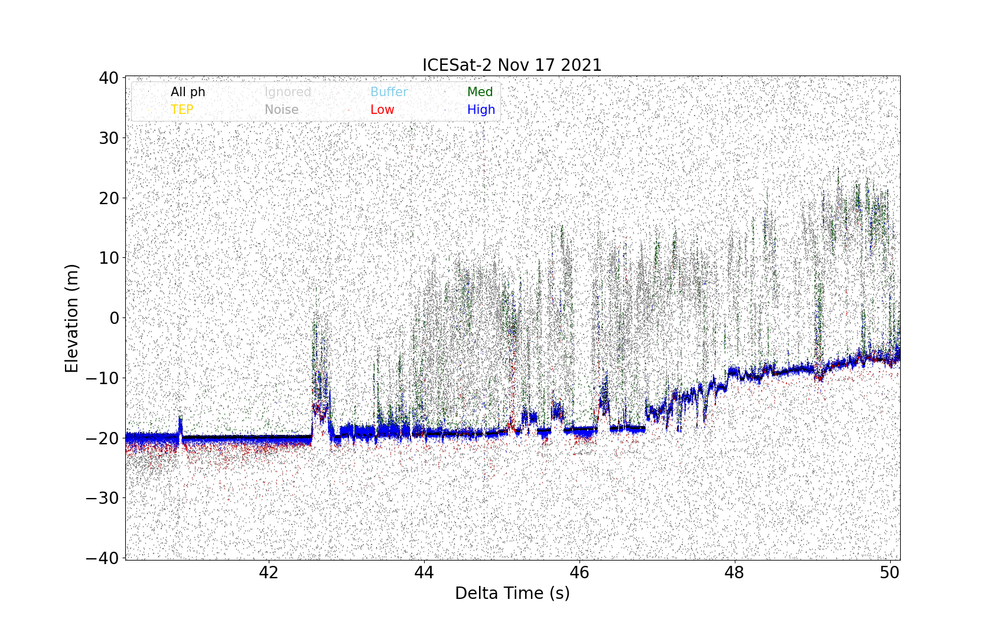 ICESat-2 Nov 17 2021
All ph Ignored Buffer Med
TEP Noise Low High
40
30
20
10
0
−10
−20
−30
−40
Elevation (m)
42 44 46 48 50
Delta Time (s)